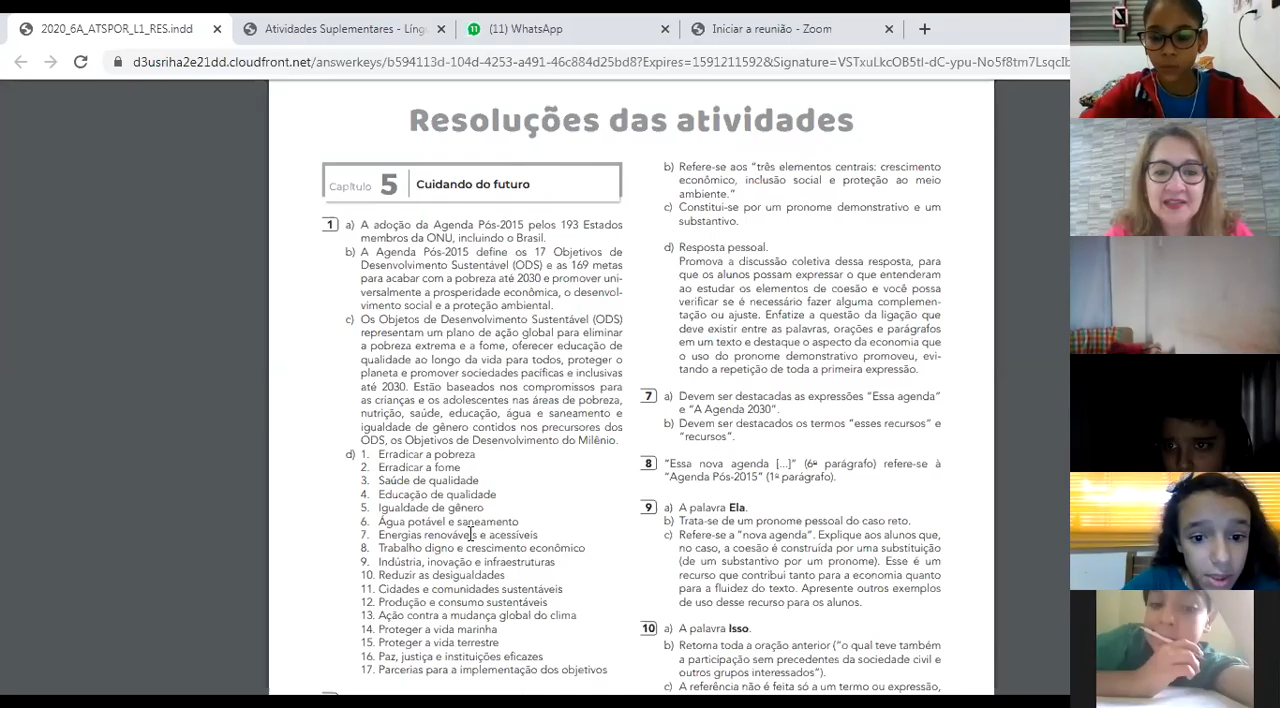 2020_6A_ATSPOR_L1_RES.indd
Atividades Suplementares - Líng
(11) WhatsApp
Iniciar a reunião - Zoom
d3usriha2e21dd.cloudfront.net/answerkeys/b594113d-104d-4253-a491-46c884d25bd8?Expires=1591211592&Signature=VSTxuLkcOB5tI-dC-ypu-No5f8tm7LsqcIb
Resoluções das atividades
Capítulo 5 Cuidando do futuro
1 a) A adoção da Agenda Pós-2015 pelos 193 Estados
membros da ONU, incluindo o Brasil.
b) A Agenda Pós-2015 define os 17 Objetivos de
Desenvolvimento Sustentável (ODS) e as 169 metas
para acabar com a pobreza até 2030 e promover uni-
versalmente a prosperidade econômica, o desenvol-
vimento social e a proteção ambiental.
c) Os Objetos de Desenvolvimento Sustentável (ODS)
representam um plano de ação global para eliminar
a pobreza extrema e a fome, oferecer educação de
qualidade ao longo da vida para todos, proteger o
planeta e promover sociedades pacíficas e inclusivas
até 2030. Estão baseados nos compromissos para
as crianças e os adolescentes nas áreas de pobreza,
nutrição, saúde, educação, água e saneamento e
igualdade de gênero contidos nos precursores dos
ODS, os Objetivos de Desenvolvimento do Milênio.
d) 1. Erradicar a pobreza
2. Erradicar a fome
3. Saúde de qualidade
4. Educação de qualidade
5. Igualdade de gênero
6. Água potável e saneamento
7. Energias renováveis e acessíveis
8. Trabalho digno e crescimento econômico
9. Indústria, inovação e infraestruturas
10. Reduzir as desigualdades
11. Cidades e comunidades sustentáveis
12. Produção e consumo sustentáveis
13. Ação contra a mudança global do clima
14. Proteger a vida marinha
15. Proteger a vida terrestre
16. Paz, justiça e instituições eficazes
17. Parcerias para a implementação dos objetivos
b) Refere-se aos “três elementos centrais: crescimento
econômico, inclusão social e proteção ao meio
ambiente.”
c) Constitui-se por um pronome demonstrativo e um
substantivo.
d) Resposta pessoal.
Promova a discussão coletiva dessa resposta, para
que os alunos possam expressar o que entenderam
ao estudar os elementos de coesão e você possa
verificar se é necessário fazer alguma complemen-
tação ou ajuste. Enfatize a questão da ligação que
deve existir entre as palavras, orações e parágrafos
em um texto e destaque o aspecto da economia que
o uso do pronome demonstrativo promoveu, evi-
tando a repetição de toda a primeira expressão.
7 a) Devem ser destacadas as expressões “Essa agenda”
e “A Agenda 2030”.
b) Devem ser destacados os termos “esses recursos” e
“recursos”.
8 “Essa nova agenda [...]” (6º parágrafo) refere-se à
“Agenda Pós-2015” (1º parágrafo).
9 a) A palavra Ela.
b) Trata-se de um pronome pessoal do caso reto.
c) Refere-se a “nova agenda”. Explique aos alunos que,
no caso, a coesão é construída por uma substituição
(de um substantivo por um pronome). Esse é um
recurso que contribui tanto para a economia quanto
para a fluidez do texto. Apresente outros exemplos
de uso desse recurso para os alunos.
10 a) A palavra Isso.
b) Retoma toda a oração anterior (“o qual teve também
a participação sem precedentes da sociedade civil e
outros grupos interessados”).
c) A referência não é feita só a um termo ou expressão,